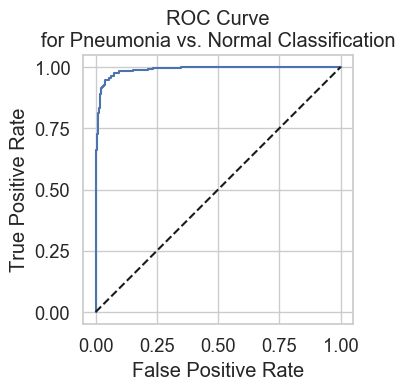 ROC Curve
for Pneumonia vs. Normal Classification
True Positive Rate
1.00
0.75
0.50
0.25
0.00
0.00 0.25 0.50 0.75 1.00
False Positive Rate